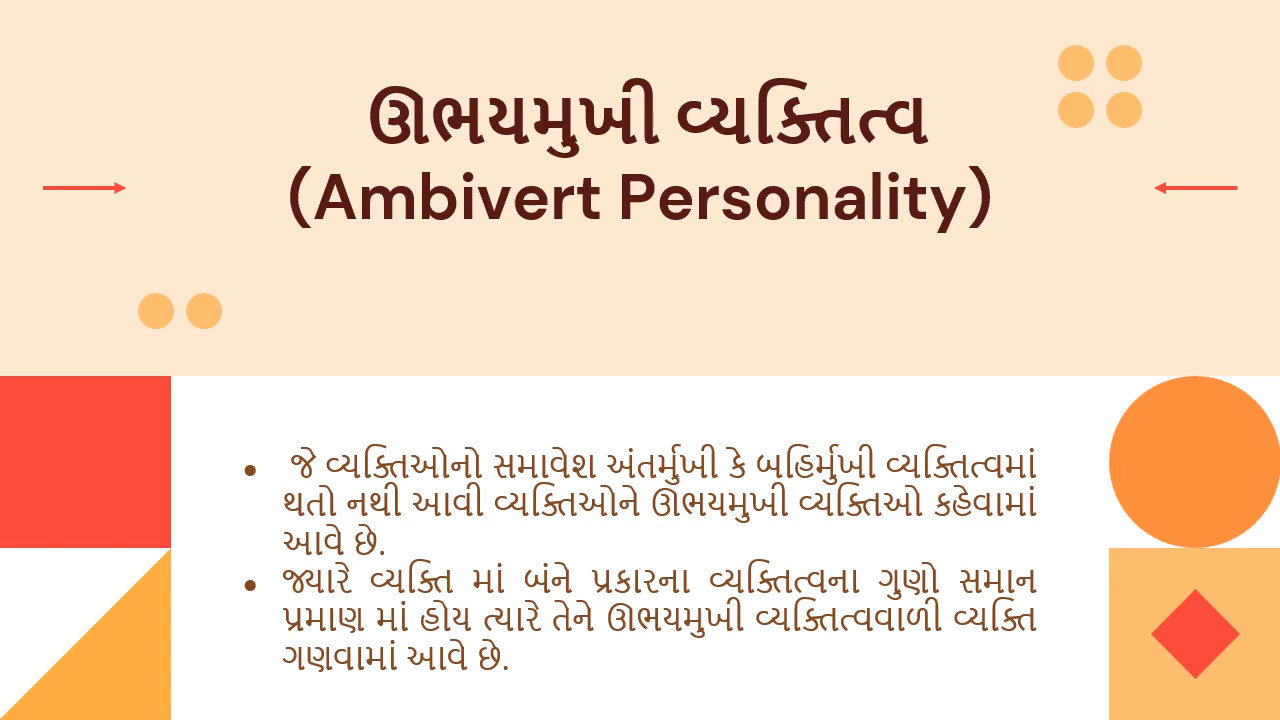 ઊભયમુખી વ્યક્તિત્વ
(Ambivert Personality)
● જે વ્યક્તિઓનો સમાવેશ અંતર્મુખી કે બહિર્મુખી વ્યક્તિત્વમાં
થતો નથી આવી વ્યક્તિઓને ઊભયમુખી વ્યક્તિઓ કહેવામાં
આવે છે.
● જ્યારે વ્યક્તિ માં બંને પ્રકારના વ્યક્તિત્વના ગુણો સમાન
પ્રમાણ માં હોય ત્યારે તેને ઊભયમુખી વ્યક્તિત્વવાળી વ્યક્તિ
ગણવામાં આવે છે.